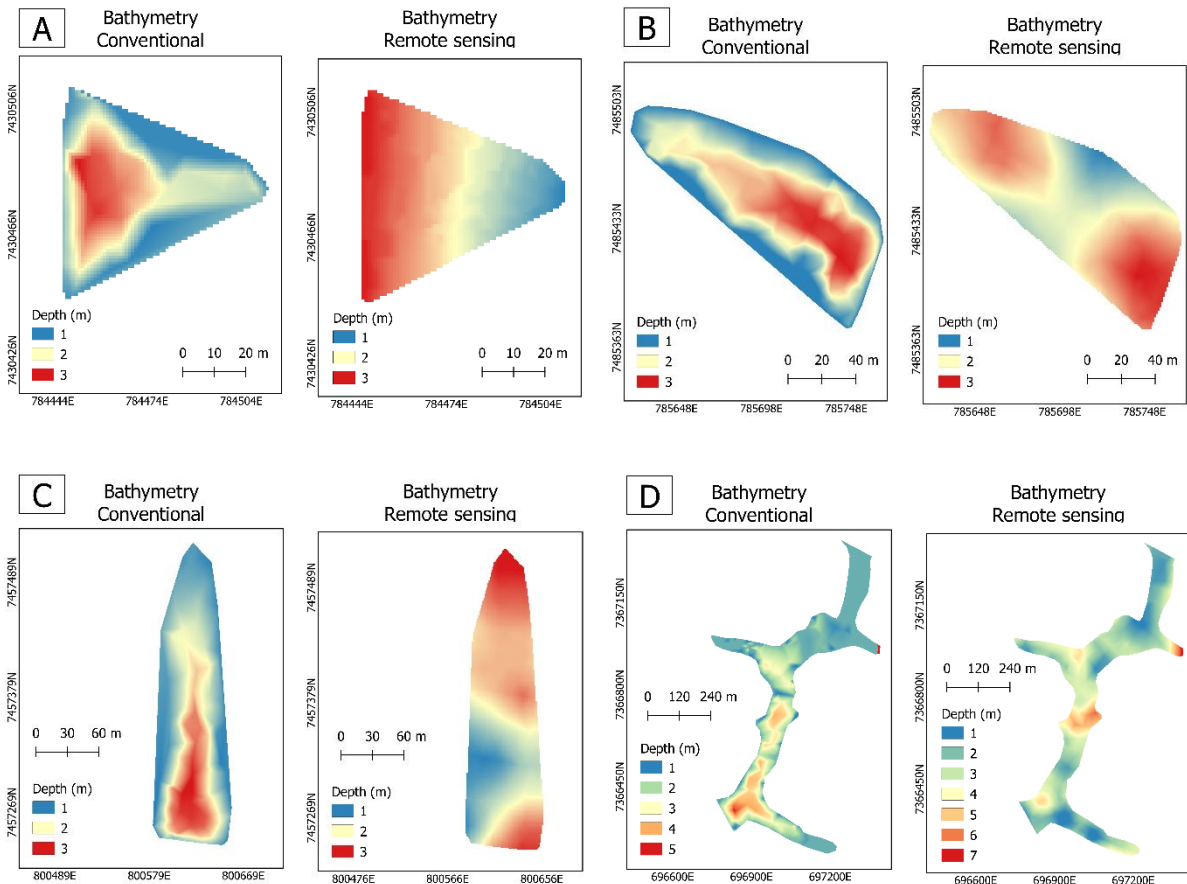 A
Bathymetry
Conventional
Bathymetry
Remote sensing
7430506N
7430466N
7430426N
Depth (m)
1
2
3
0 10 20 m
784444E 784474E 784504E
7430506N
7430466N
7430426N
Depth (m)
1
2
3
0 10 20 m
784444E 784474E 784504E
B
Bathymetry
Conventional
Bathymetry
Remote sensing
7485503N
7485433N
7485363N
Depth (m)
1
2
3
0 20 40 m
785648E 785698E 785748E
7485503N
7485433N
7485363N
Depth (m)
1
2
3
0 20 40 m
785648E 785698E 785748E
C
Bathymetry
Conventional
Bathymetry
Remote sensing
7457489N
7457379N
7457269N
0 30 60 m
Depth (m)
1
2
3
800489E 800579E 800669E
7457489N
7457379N
7457269N
0 30 60 m
Depth (m)
1
2
3
800476E 800566E 800656E
D
Bathymetry
Conventional
Bathymetry
Remote sensing
7367150N
7366800N
7366450N
0 120 240 m
Depth (m)
1
2
3
4
5
696600E 696900E 697200E
7367150N
7366800N
7366450N
0 120 240 m
Depth (m)
1
2
3
4
5
6
7
696600E 696900E 697200E